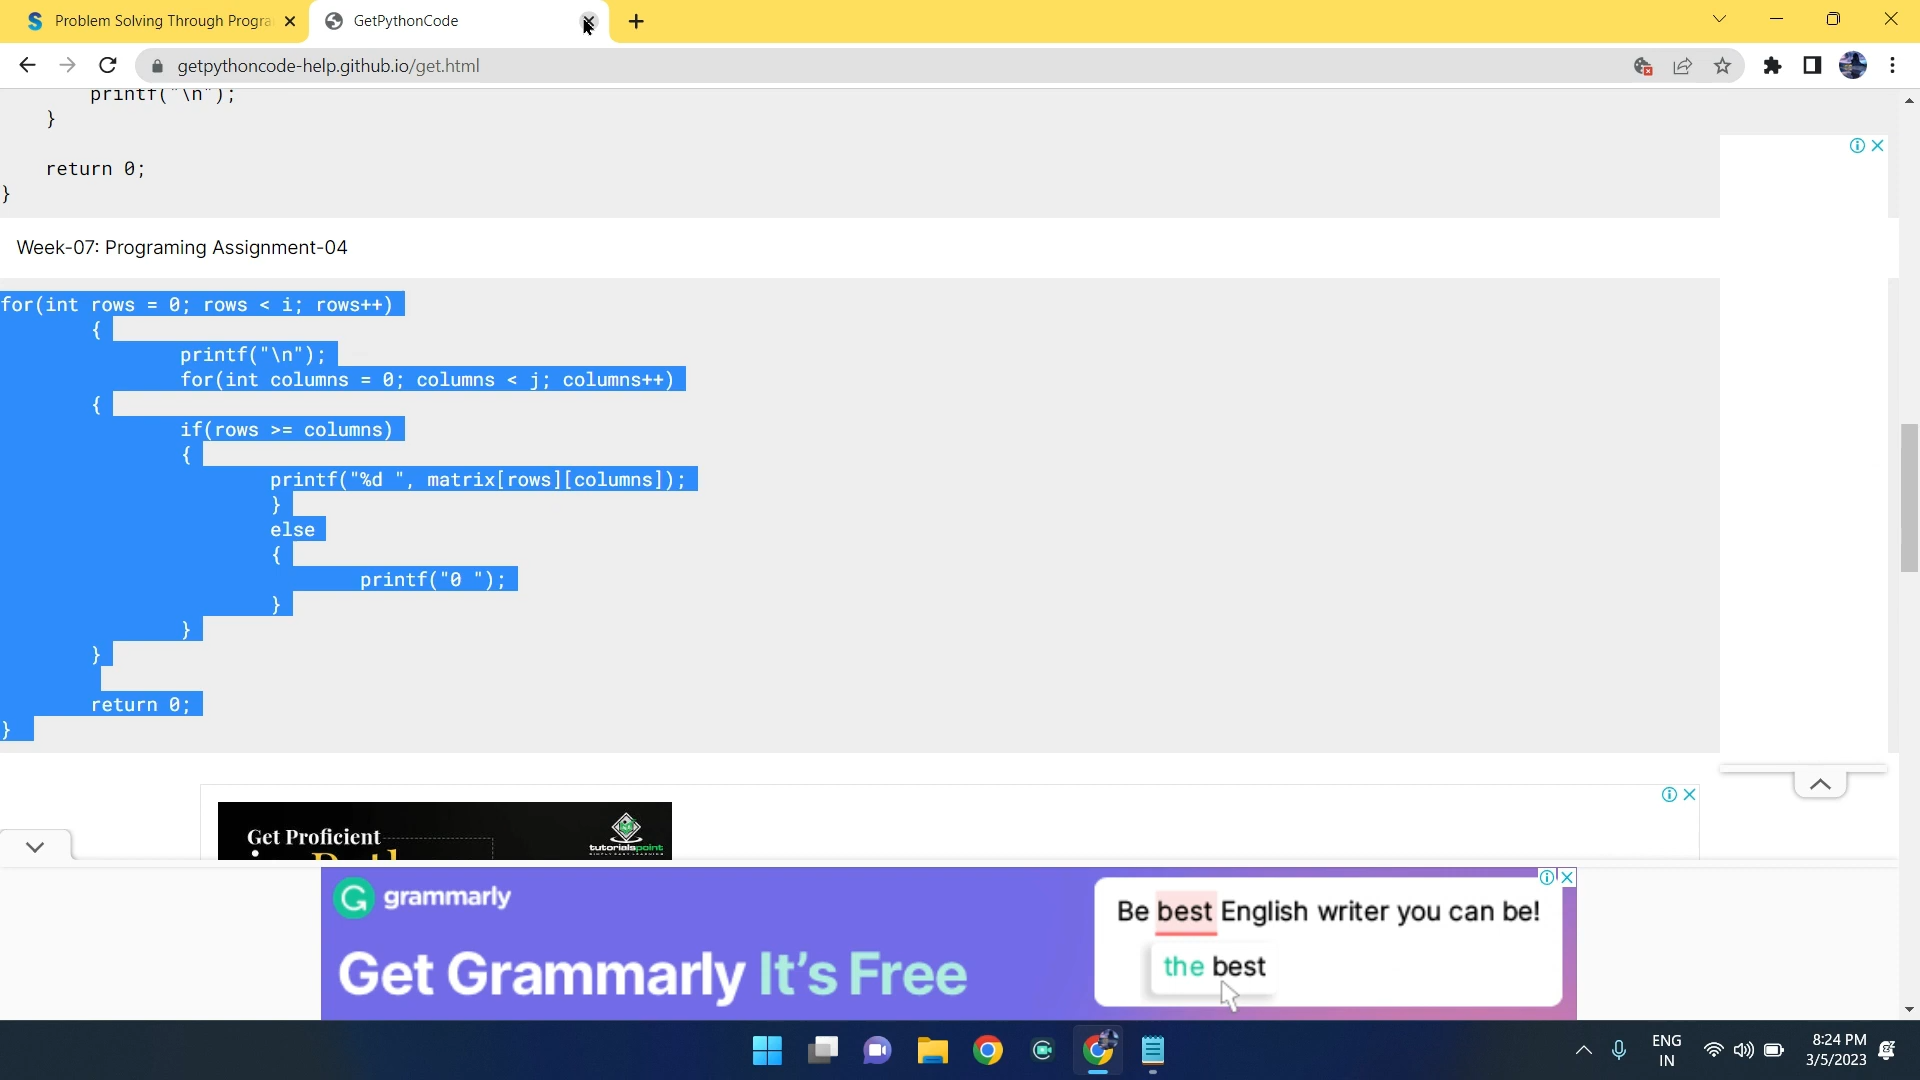 Problem Solving Through Progra
GetPythonCode
getpythoncode-help.github.io/get.html
printf("\n");
}
return 0;
}
Week-07: Programing Assignment-04
for(int rows = 0; rows < i; rows++)
{
printf("\n");
for(int columns = 0; columns < j; columns++)
{
if(rows >= columns)
{
printf("%d ", matrix[rows][columns]);
}
else
{
printf("0 ");
}
}
}
return 0;
}
Get Proficient
tutorialspoint
grammarly
Get Grammarly It's Free
Be best English writer you can be!
the best
ENG
IN
8:24 PM
3/5/2023